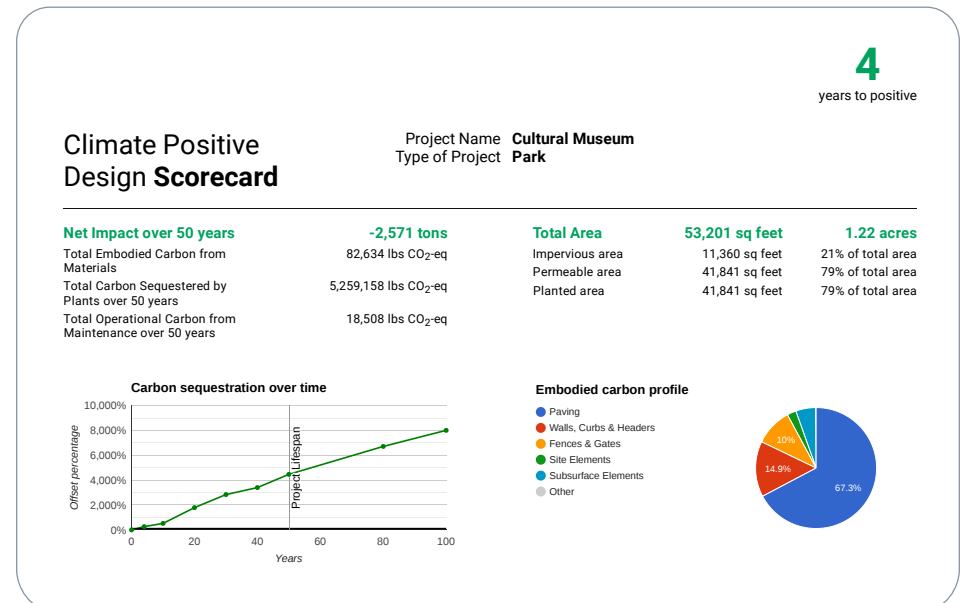 4
years to positive
Climate Positive
Design Scorecard
Project Name Cultural Museum
Type of Project Park
Net Impact over 50 years -2,571 tons
Total Embodied Carbon from
Materials
82,634 lbs CO2-eq
Total Carbon Sequestered by
Plants over 50 years
5,259,158 lbs CO2-eq
Total Operational Carbon from
Maintenance over 50 years
18,508 lbs CO2-eq
Total Area 53,201 sq feet 1.22 acres
Impervious area 11,360 sq feet 21% of total area
Permeable area 41,841 sq feet 79% of total area
Planted area 41,841 sq feet 79% of total area
Carbon sequestration over time
10,000%
8,000%
6,000%
4,000%
2,000%
0%
Offset percentage
Project Lifespan
0 20 40 60 80 100
Years
Embodied carbon profile
Paving
Walls, Curbs & Headers
Fences & Gates
Site Elements
Subsurface Elements
Other
10%
14.9%
67.3%